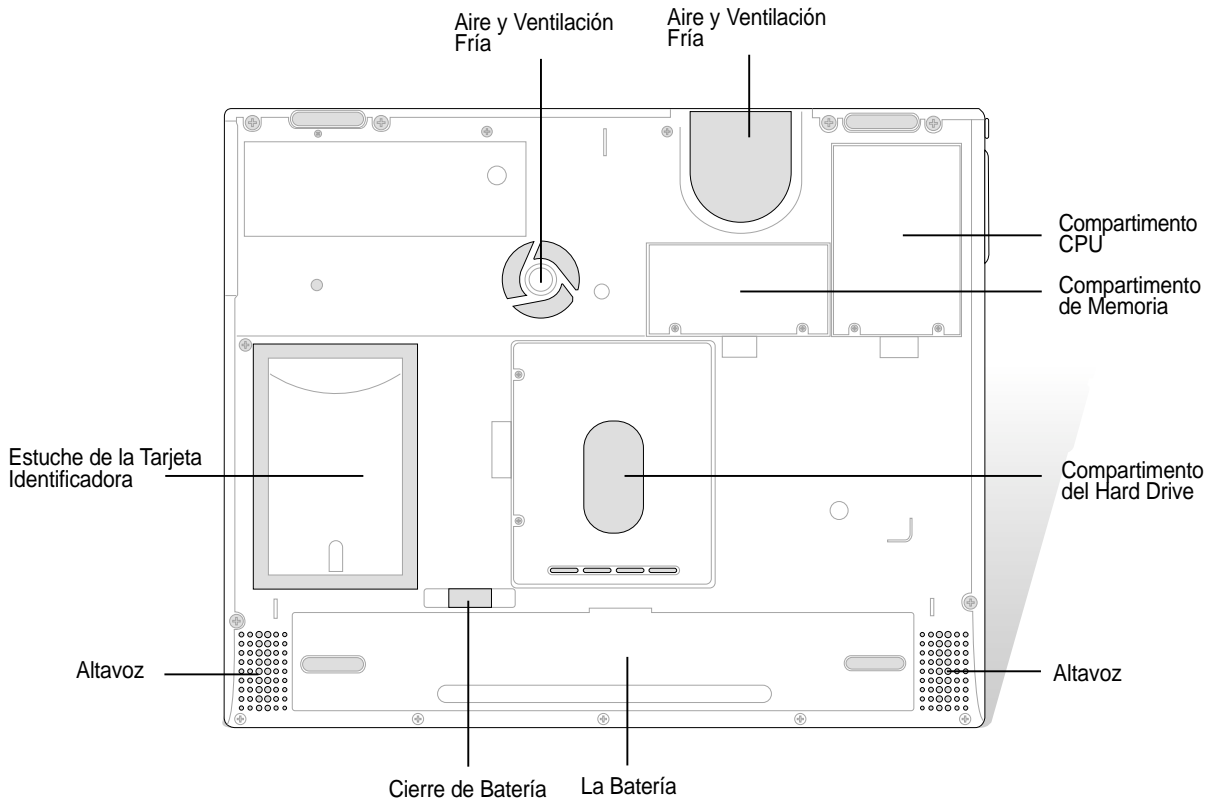 Aire y Ventilación
Fría
Aire y Ventilación
Fría
Compartimento
CPU
Compartimento
de Memoria
Estuche de la Tarjeta
Identificadora
Compartimento
del Hard Drive
Altavoz
Altavoz
Cierre de Batería
La Batería